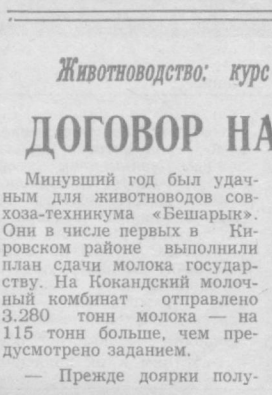 Животноводство: курс
ДОГОВОР НА
Минувший год был удач-
ным для животноводов сов-
хоза-техникума «Бешарык».
Они в числе первых в Ки-
ровском районе выполнили
план сдачи молока государ-
ству. На Кокандский молоч-
ный комбинат отправлено
3.280 тонн молока — на
115 тонн больше, чем пре-
дусмотрено заданием.
— Прежде доярки полу-